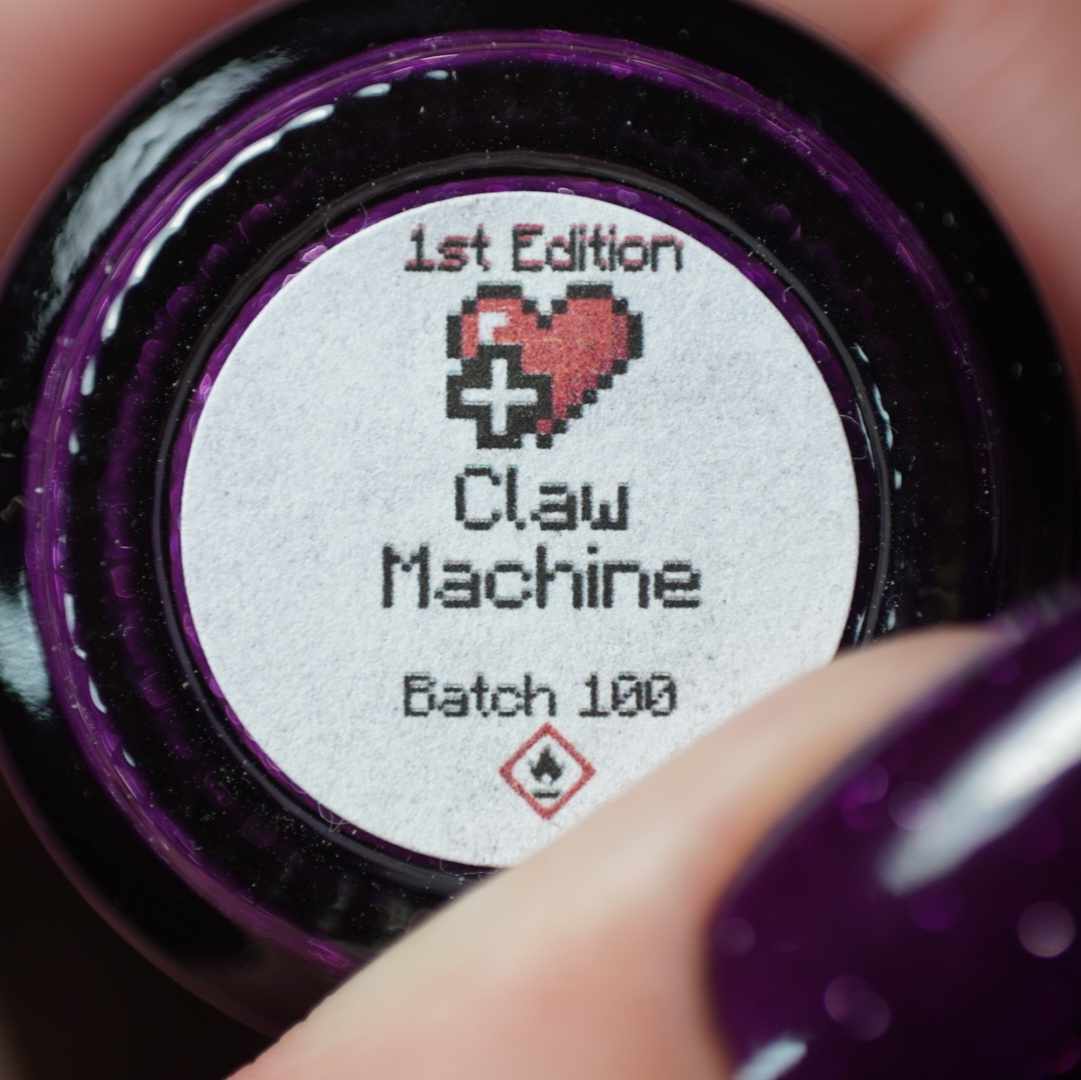 1st Edition
Claw
Machine
Batch 100